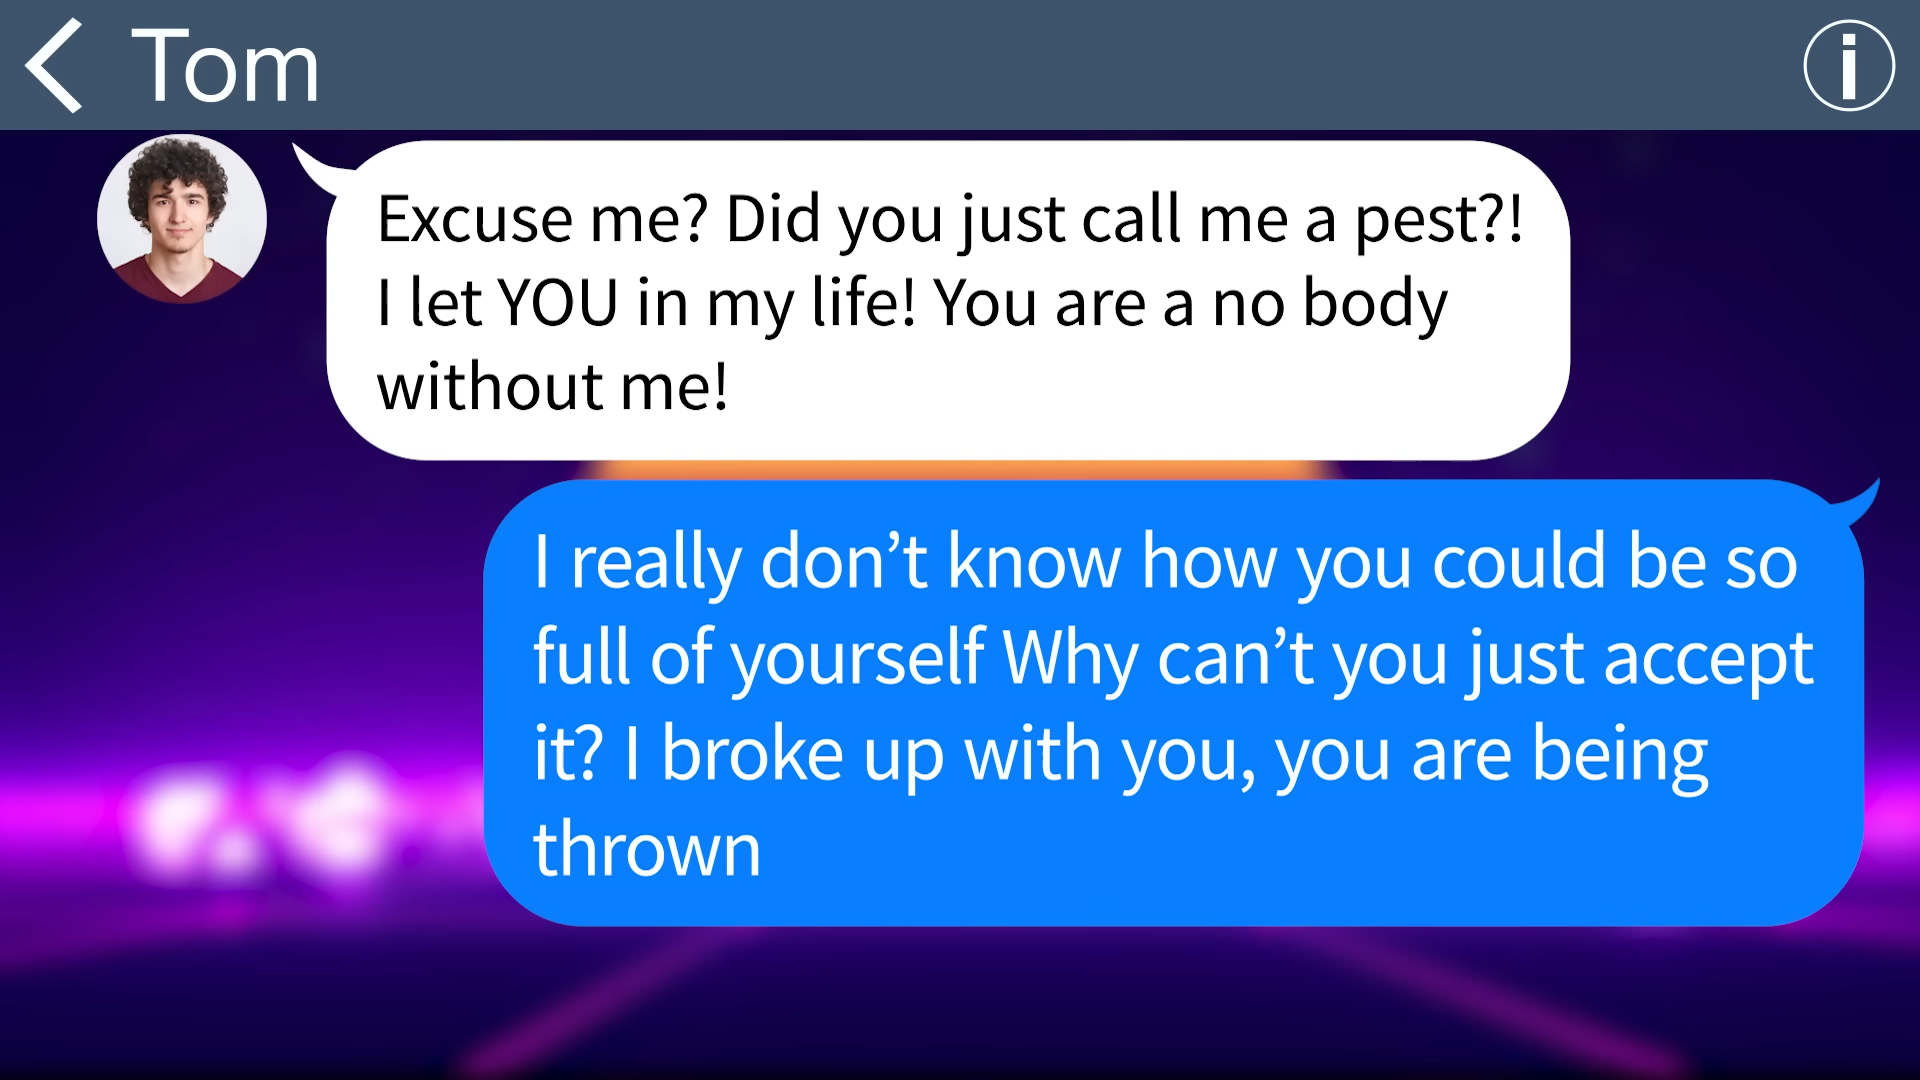 Tom
Excuse me? Did you just call me a pest?!
I let YOU in my life! You are a no body
without me!
I really don’t know how you could be so
full of yourself Why can’t you just accept
it? I broke up with you, you are being
thrown